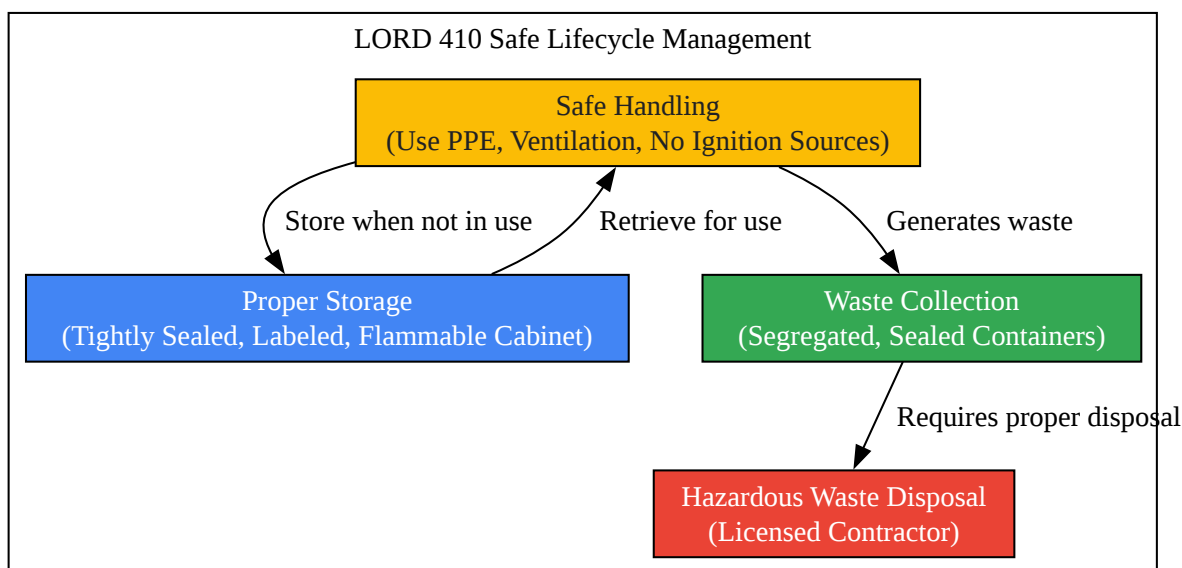 LORD 410 Safe Lifecycle Management
Safe Handling
(Use PPE, Ventilation, No Ignition Sources)
Store when not in use
Retrieve for use
Generates waste
Proper Storage
(Tightly Sealed, Labeled, Flammable Cabinet)
Waste Collection
(Segregated, Sealed Containers)
Requires proper disposal
Hazardous Waste Disposal
(Licensed Contractor)